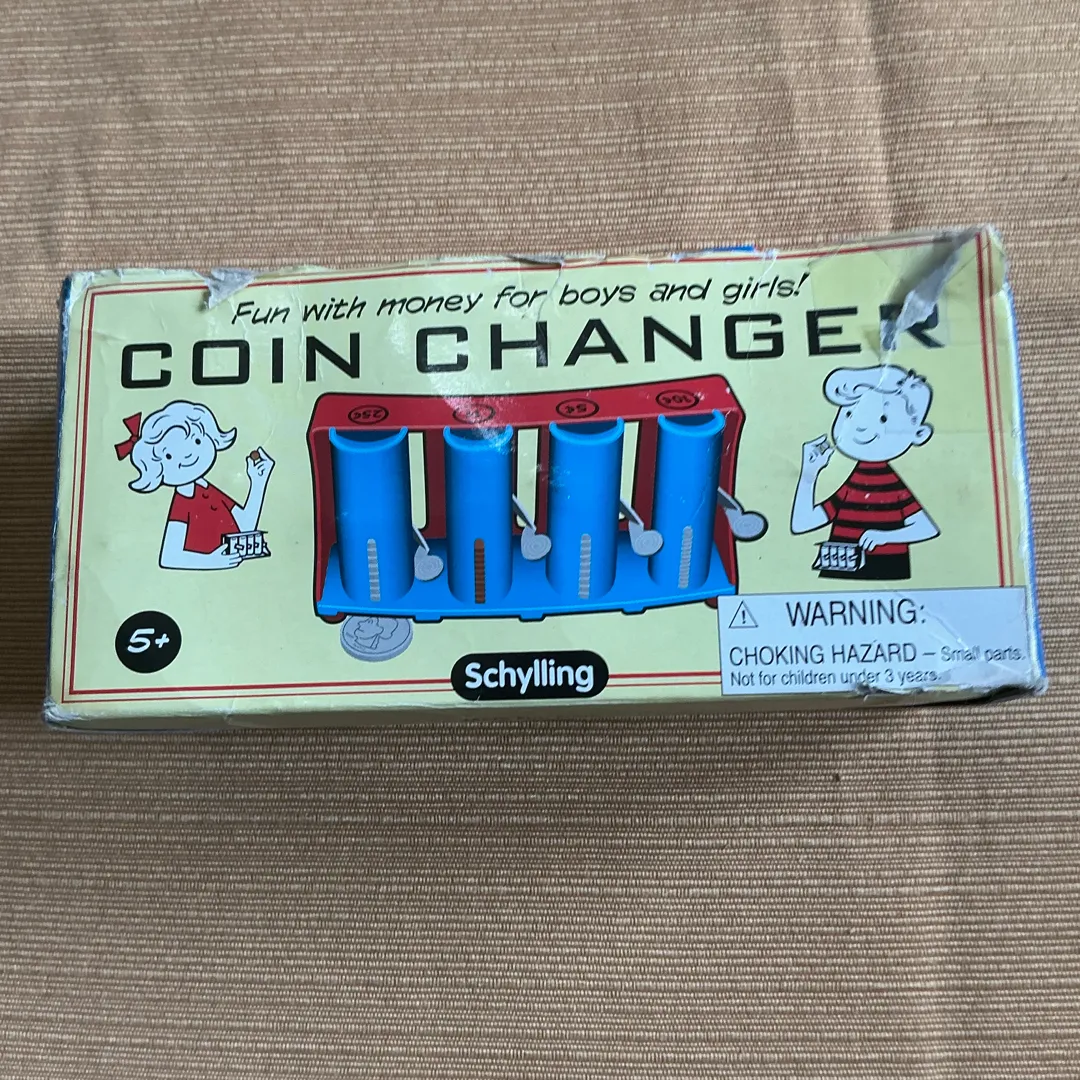 Fun with money for boys and girls!
COIN CHANGER
25¢
5¢
10¢
5+
Schylling
WARNING:
CHOKING HAZARD – Small parts.
Not for children under 3 years.